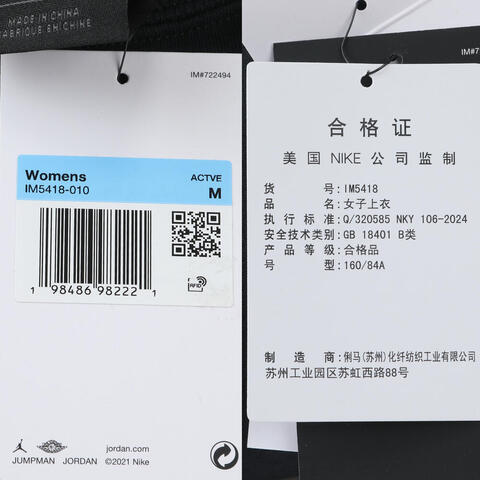 MADE IN CHINA
FABRIQUÉ EN CHINE
IM#722494
Womens
IM5418-010
ACTVE
M
1 98486 98222 1
RFID
JUMPMAN JORDAN
jordan.com
©2021 Nike
合格证
美国 NIKE 公司监制
货 号:IM5418
品 名:女子上衣
执行标准:Q/320585 NKY 106-2024
安全技术类别:GB 18401 B类
产品等级:合格品
号 型:160/84A
制造商:俐马(苏州)化纤纺织工业有限公司
苏州工业园区苏虹西路88号